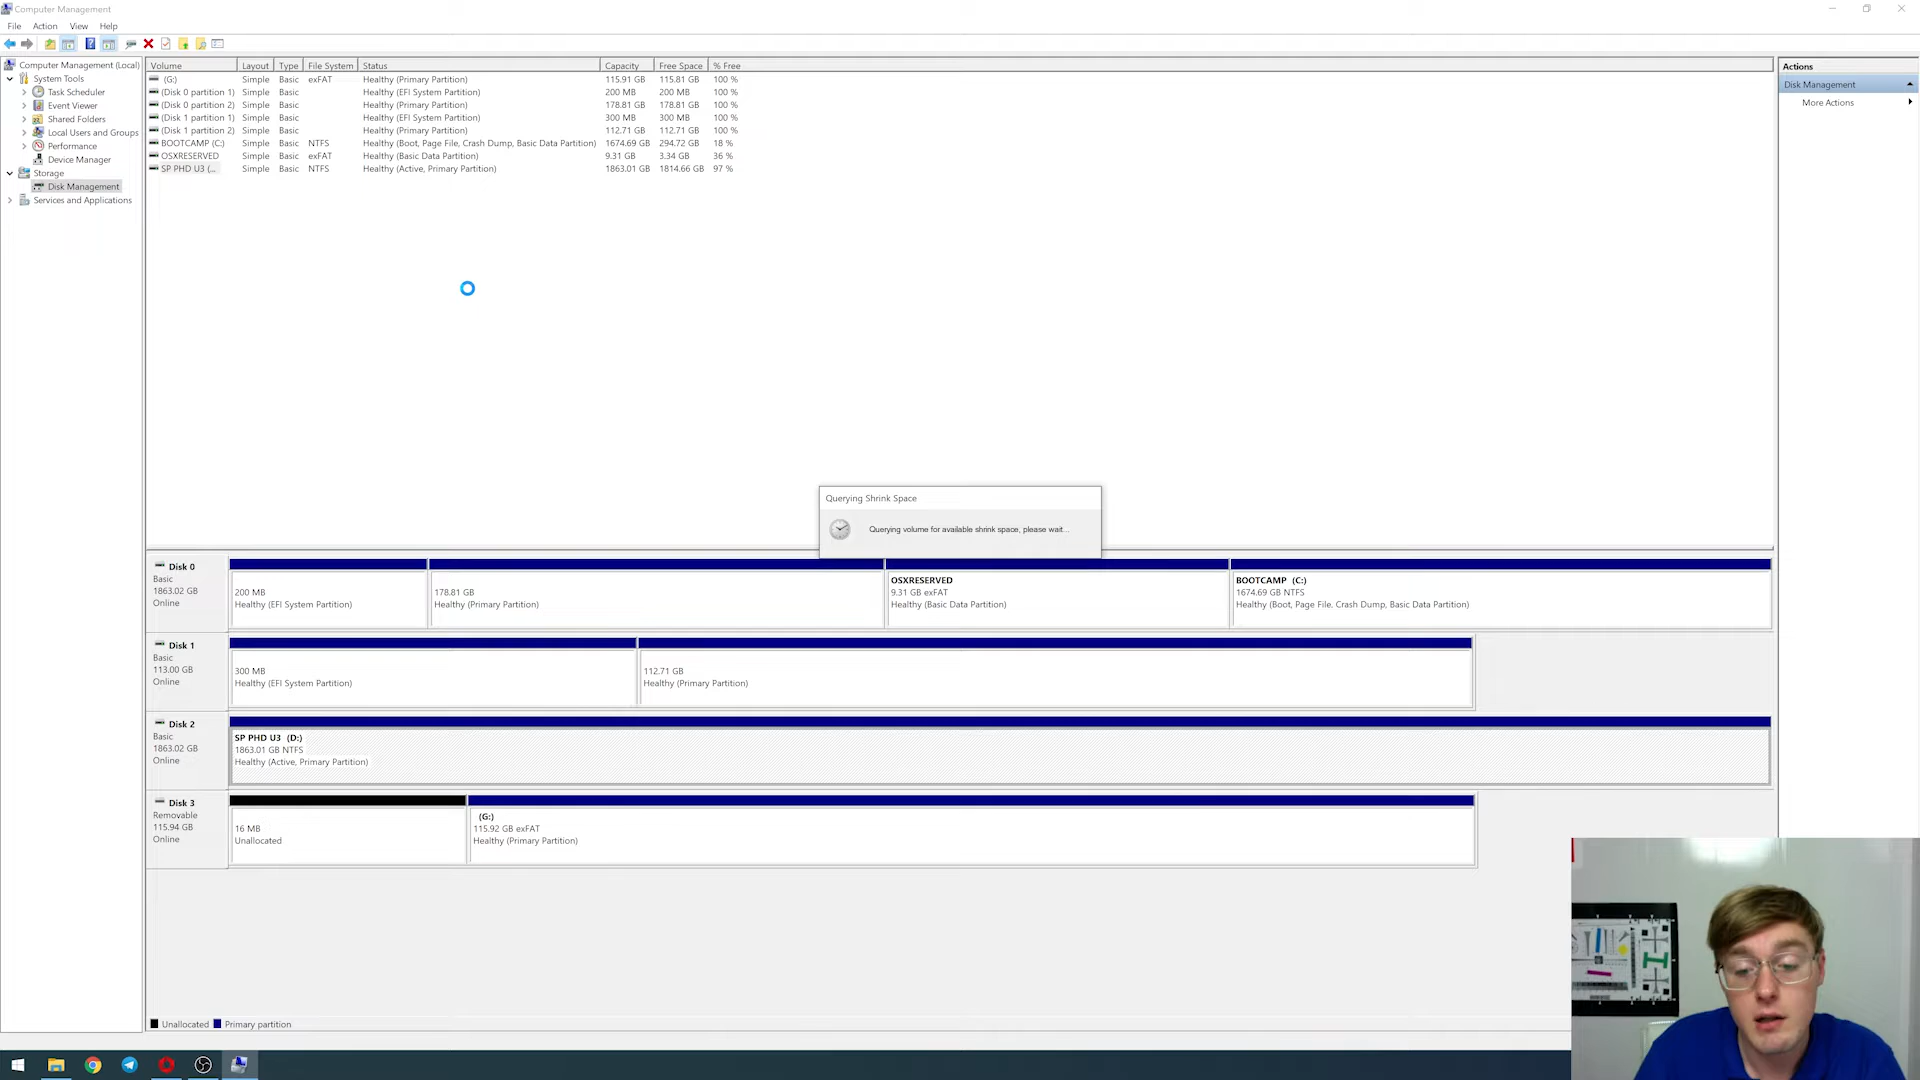 Computer Management
File Action View Help
Computer Management (Local)
System Tools
Task Scheduler
Event Viewer
Shared Folders
Local Users and Groups
Performance
Device Manager
Storage
Disk Management
Services and Applications
Volume Layout Type File System Status Capacity Free Space % Free
(G:) Simple Basic exFAT Healthy (Primary Partition) 115.91 GB 115.81 GB 100 %
(Disk 0 partition 1) Simple Basic Healthy (EFI System Partition) 200 MB 200 MB 100 %
(Disk 0 partition 2) Simple Basic Healthy (Primary Partition) 178.81 GB 178.81 GB 100 %
(Disk 1 partition 1) Simple Basic Healthy (EFI System Partition) 300 MB 300 MB 100 %
(Disk 1 partition 2) Simple Basic Healthy (Primary Partition) 112.71 GB 112.71 GB 100 %
BOOTCAMP (C:) Simple Basic NTFS Healthy (Boot, Page File, Crash Dump, Basic Data Partition) 1674.69 GB 294.72 GB 18 %
OSXRESERVED Simple Basic exFAT Healthy (Basic Data Partition) 9.31 GB 3.34 GB 36 %
SP PHD U3 (... Simple Basic NTFS Healthy (Active, Primary Partition) 1863.01 GB 1814.66 GB 97 %
Actions
Disk Management
More Actions
Querying Shrink Space
Querying volume for available shrink space, please wait...
Disk 0
Basic
1863.02 GB
Online
200 MB
Healthy (EFI System Partition)
178.81 GB
Healthy (Primary Partition)
OSXRESERVED
9.31 GB exFAT
Healthy (Basic Data Partition)
BOOTCAMP (C:)
1674.69 GB NTFS
Healthy (Boot, Page File, Crash Dump, Basic Data Partition)
Disk 1
Basic
113.00 GB
Online
300 MB
Healthy (EFI System Partition)
112.71 GB
Healthy (Primary Partition)
Disk 2
Basic
1863.02 GB
Online
SP PHD U3 (D:)
1863.01 GB NTFS
Healthy (Active, Primary Partition)
Disk 3
Removable
115.94 GB
Online
16 MB
Unallocated
(G:)
115.92 GB exFAT
Healthy (Primary Partition)
Unallocated Primary partition